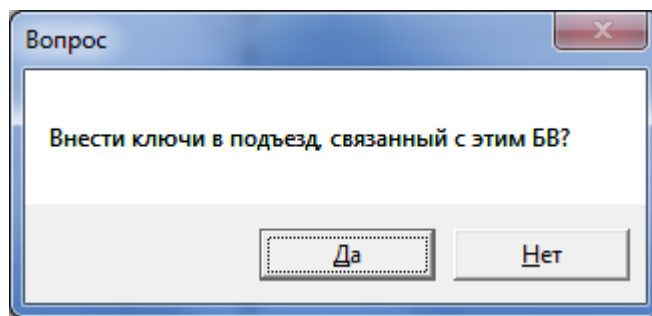 Вопрос
Внести ключи в подъезд, связанный с этим БВ?
Да
Нет